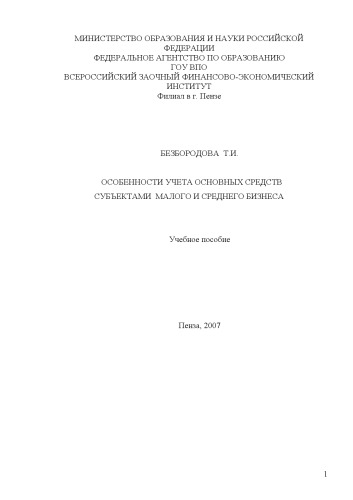 МИНИСТЕРСТВО ОБРАЗОВАНИЯ И НАУКИ РОССИЙСКОЙ
ФЕДЕРАЦИИ
ФЕДЕРАЛЬНОЕ АГЕНТСТВО ПО ОБРАЗОВАНИЮ
ГОУ ВПО
ВСЕРОССИЙСКИЙ ЗАОЧНЫЙ ФИНАНСОВО-ЭКОНОМИЧЕСКИЙ
ИНСТИТУТ
Филиал в г. Пензе
БЕЗБОРОДОВА Т.И.
ОСОБЕННОСТИ УЧЕТА ОСНОВНЫХ СРЕДСТВ
СУБЪЕКТАМИ МАЛОГО И СРЕДНЕГО БИЗНЕСА
Учебное пособие
Пенза, 2007
1